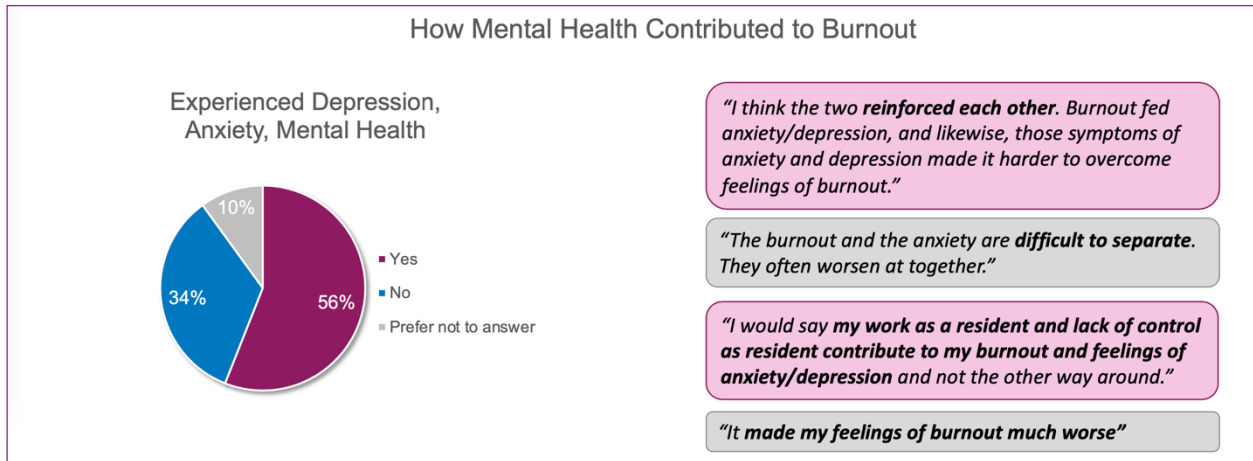 How Mental Health Contributed to Burnout
Experienced Depression,
Anxiety, Mental Health
10%
34%
56%
Yes
No
Prefer not to answer
“I think the two reinforced each other. Burnout fed
anxiety/depression, and likewise, those symptoms of
anxiety and depression made it harder to overcome
feelings of burnout.”
“The burnout and the anxiety are difficult to separate.
They often worsen at together.”
“I would say my work as a resident and lack of control
as resident contribute to my burnout and feelings of
anxiety/depression and not the other way around.”
“It made my feelings of burnout much worse”